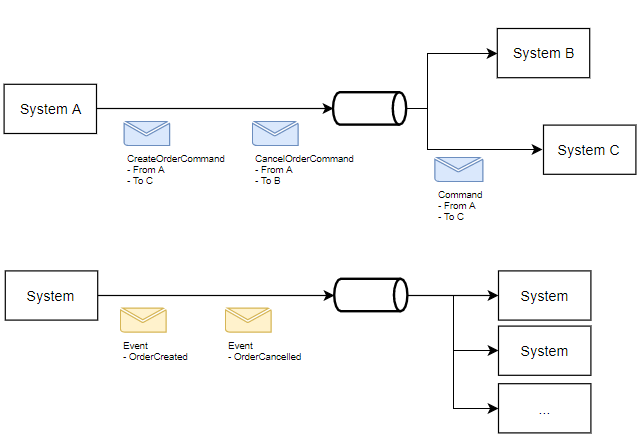 System B
System A
CreateOrderCommand
- From A
- To C
CancelOrderCommand
- From A
- To B
System C
Command
- From A
- To C
System
Event
- OrderCreated
Event
- OrderCancelled
System
System
...